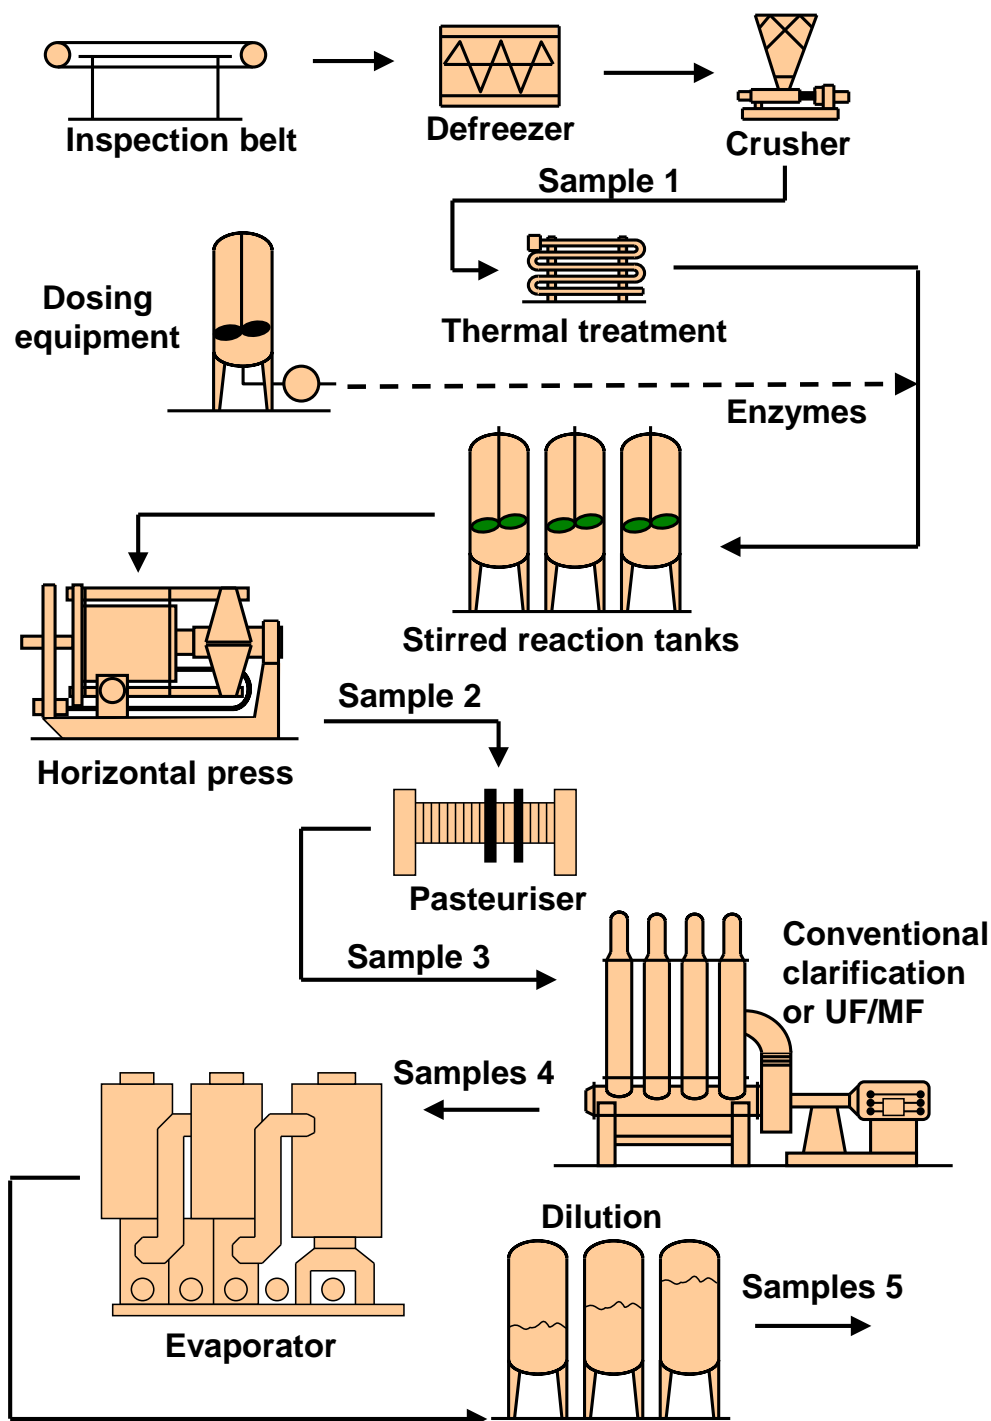 Inspection belt
Defreezer
Crusher
Sample 1
Dosing
equipment
Thermal treatment
Enzymes
Stirred reaction tanks
Sample 2
Horizontal press
Pasteuriser
Sample 3
Conventional
clarification
or UF/MF
Samples 4
Evaporator
Dilution
Samples 5